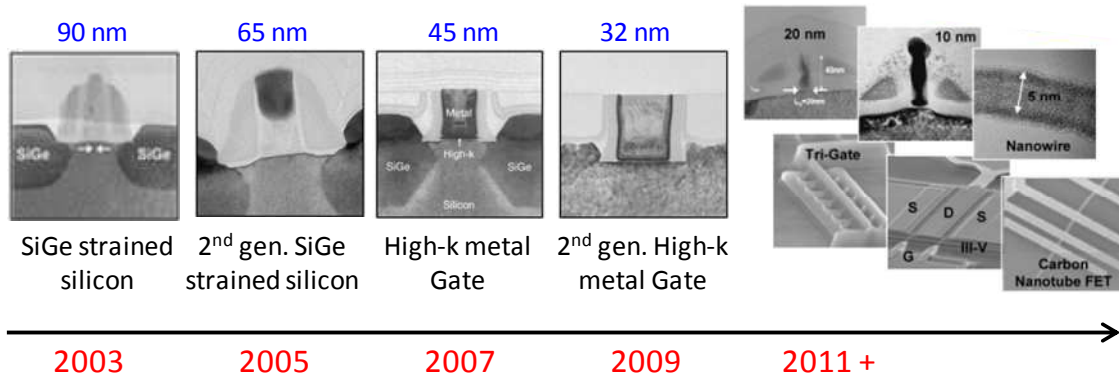 90 nm
65 nm
45 nm
32 nm
SiGe
SiGe
Metal
High-k
SiGe
SiGe
Silicon
20 nm
40nm
10 nm
5 nm
Nanowire
Tri-Gate
S
D
S
G
III-V
Carbon
Nanotube FET
SiGe strained
silicon
2nd gen. SiGe
strained silicon
High-k metal
Gate
2nd gen. High-k
metal Gate
2003
2005
2007
2009
2011 +